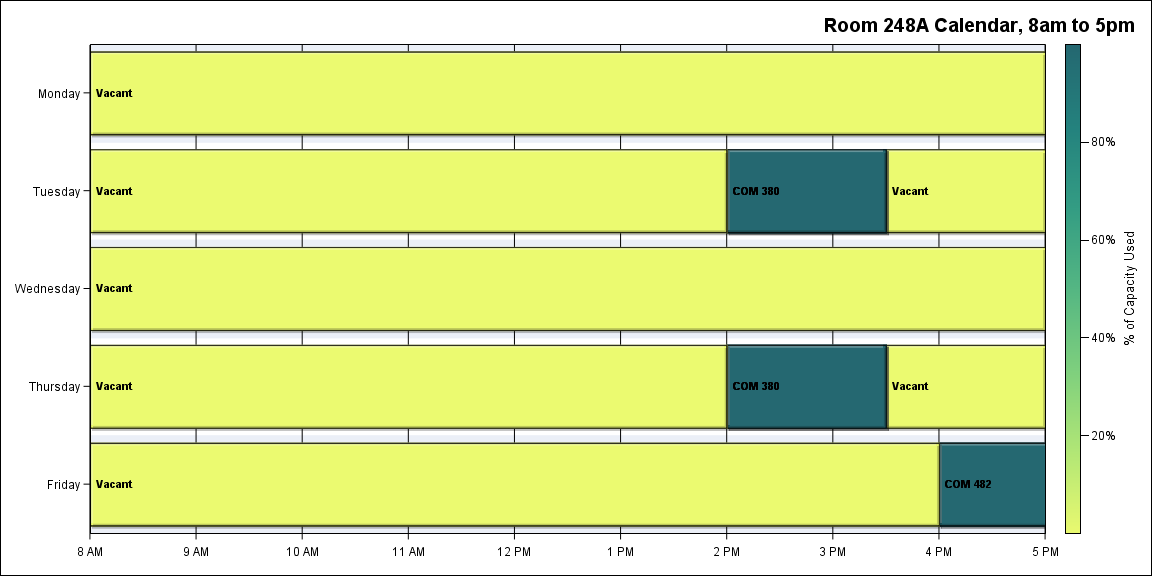 Room 248A Calendar, 8am to 5pm
Monday
Vacant
Tuesday
Vacant
COM 380
Vacant
Wednesday
Vacant
Thursday
Vacant
COM 380
Vacant
Friday
Vacant
COM 482
8 AM
9 AM
10 AM
11 AM
12 PM
1 PM
2 PM
3 PM
4 PM
5 PM
80%
60%
40%
20%
% of Capacity Used